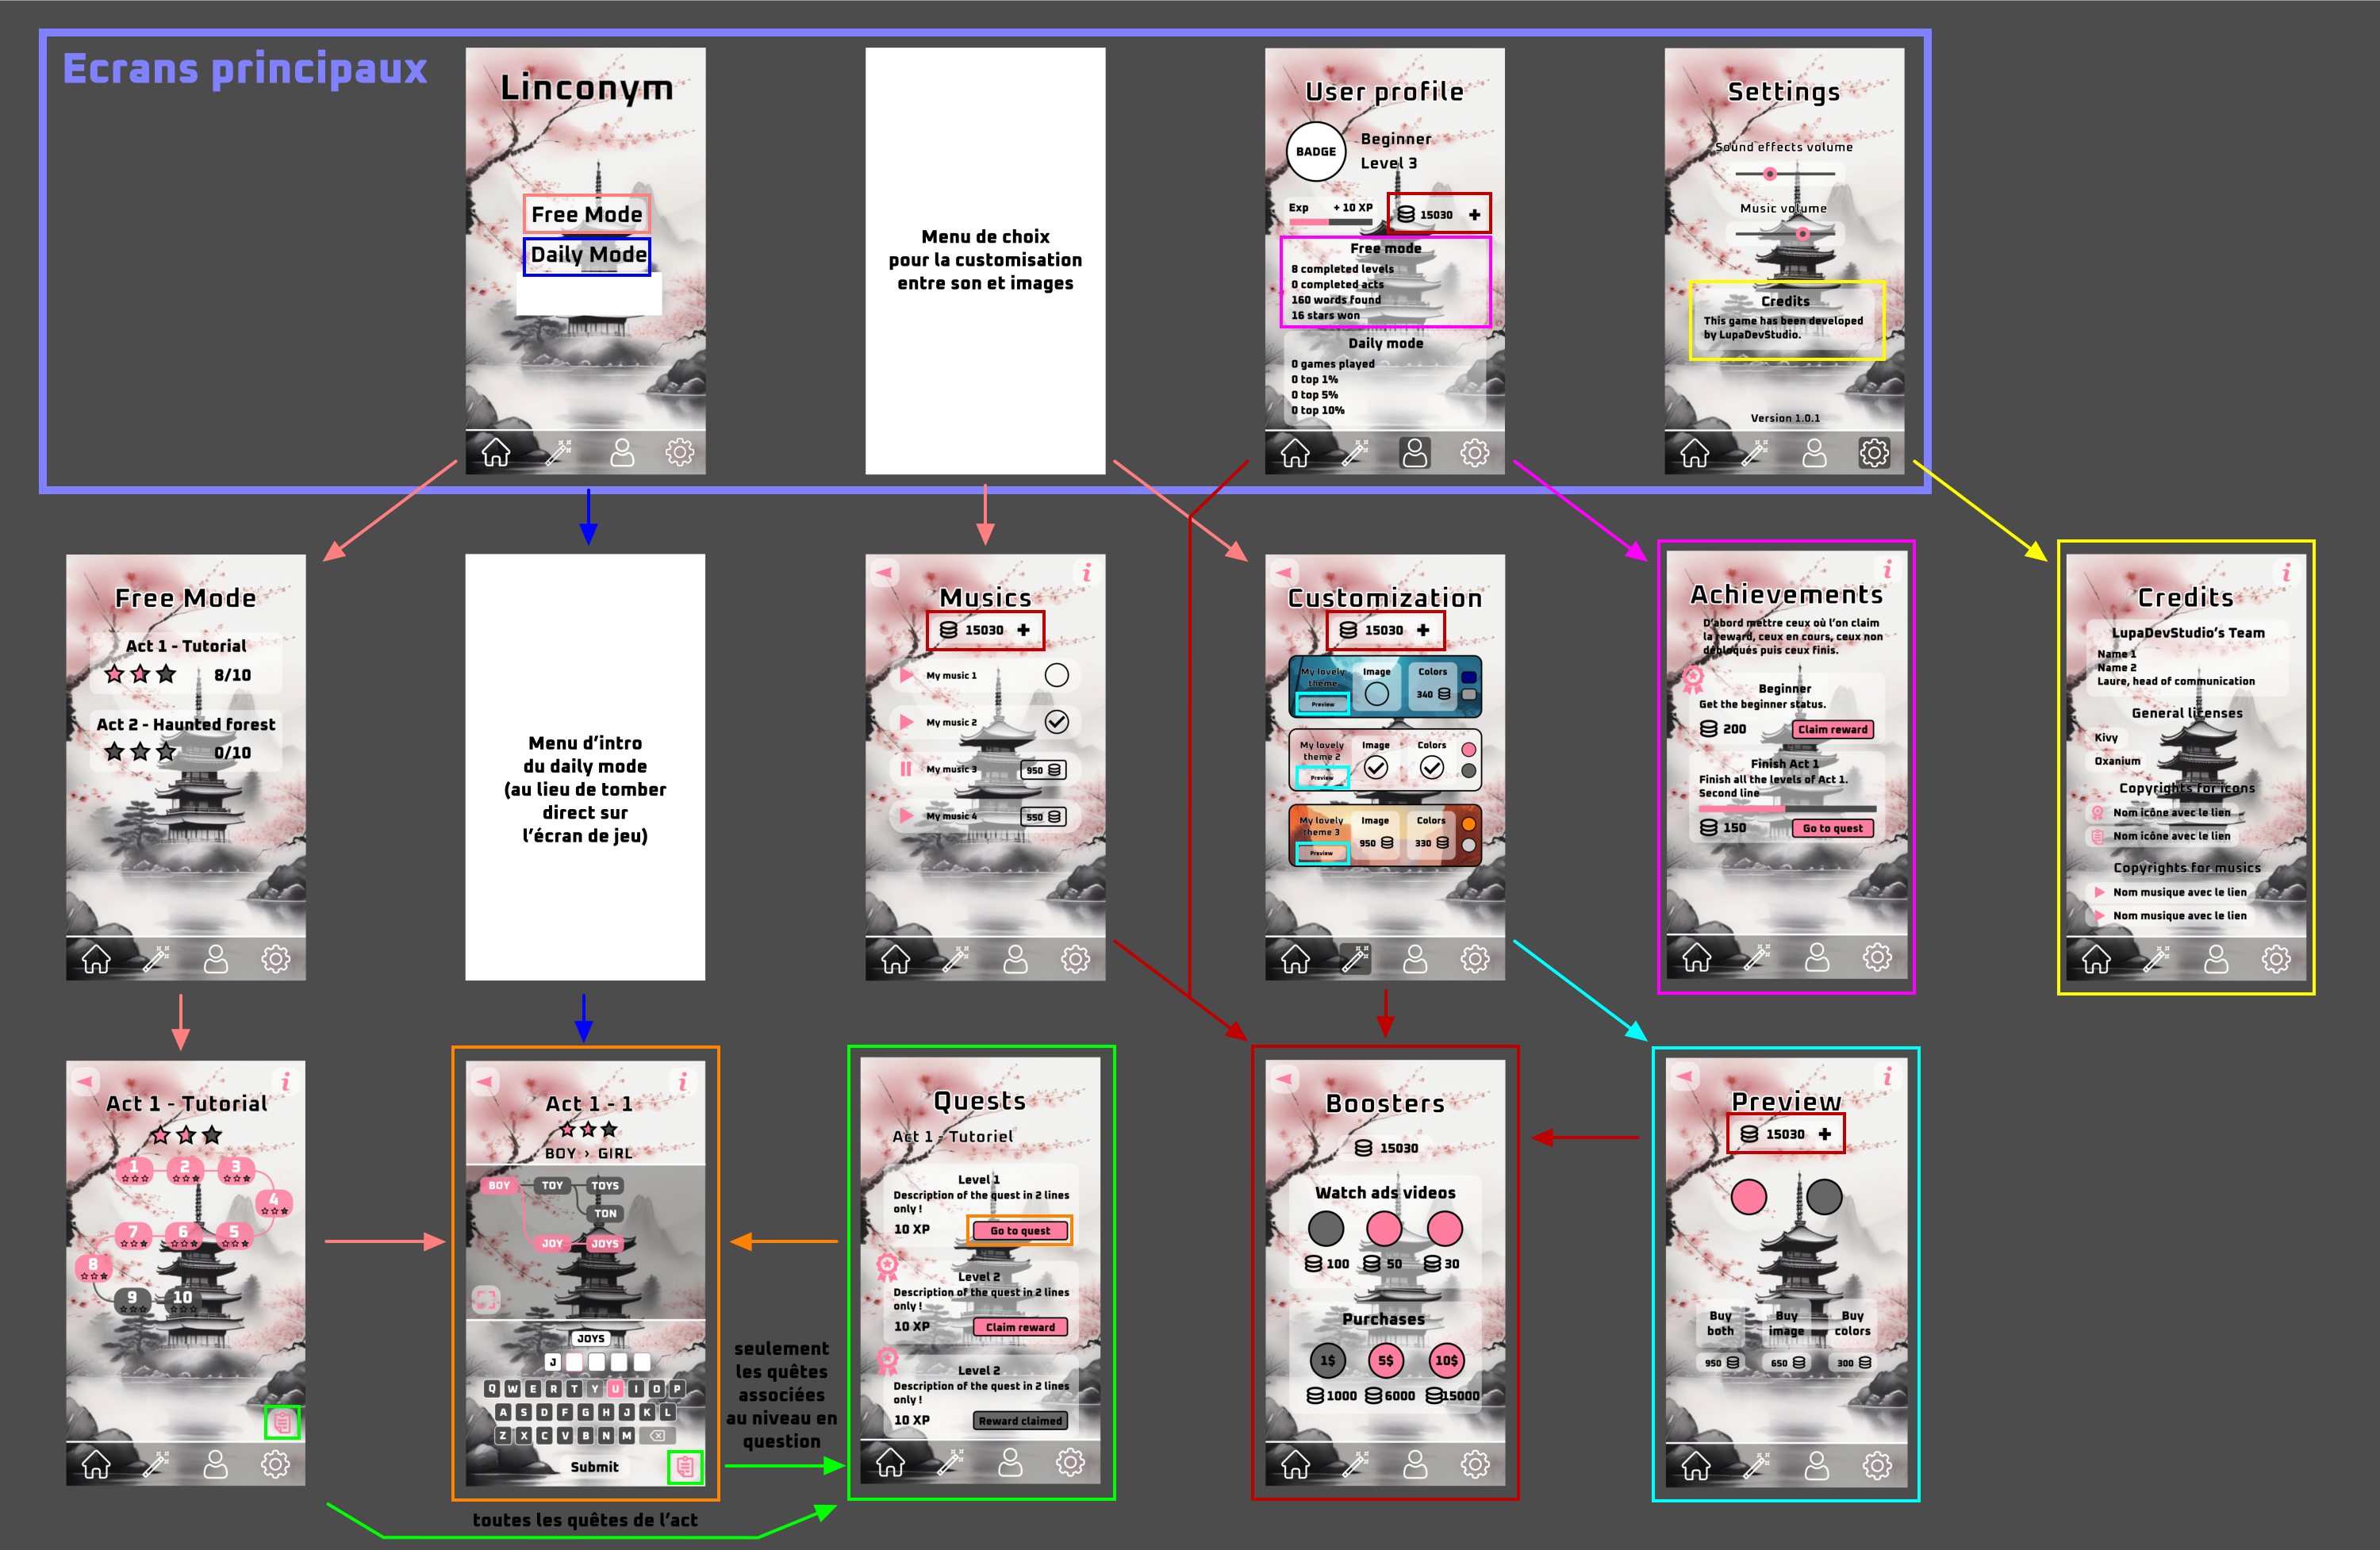 Ecrans principaux
Linconym
Free Mode
Daily Mode
Menu de choix
pour la customisation
entre son et images
User profile
BADGE
Beginner
Level 3
Exp
+ 10 XP
15030
Free mode
8 completed levels
0 completed acts
160 words found
16 stars won
Daily mode
0 games played
0 top 1%
0 top 5%
0 top 10%
Settings
Sound effects volume
Music volume
Credits
This game has been developed
by LupaDevStudio.
Version 1.0.1
Free Mode
Act 1 - Tutorial
8/10
Act 2 - Haunted forest
0/10
Menu d’intro
du daily mode
(au lieu de tomber
direct sur
l’écran de jeu)
i
Musics
15030
My music 1
My music 2
My music 3
950
My music 4
550
Customization
15030
My lovely
theme
Preview
Image
Colors
340
My lovely
theme 2
Preview
Image
Colors
My lovely
theme 3
Preview
Image
950
Colors
330
i
Achievements
D’abord mettre ceux où l’on claim
la reward, ceux en cours, ceux non
débloqués puis ceux finis.
Beginner
Get the beginner status.
200
Claim reward
Finish Act 1
Finish all the levels of Act 1.
Second line
150
Go to quest
i
Credits
LupaDevStudio’s Team
Name 1
Name 2
Laure, head of communication
General licenses
Kivy
Oxanium
Copyrights for icons
Nom icône avec le lien
Nom icône avec le lien
Copyrights for musics
Nom musique avec le lien
Nom musique avec le lien
i
Act 1 - Tutorial
1 2 3
4
7 6 5
8
9 10
i
Act 1 - 1
BOY › GIRL
BOY TOY TOYS
TON
JOY JOYS
JOYS
J
Q W E R T Y U I O P
A S D F G H J K L
Z X C V B N M
Submit
seulement
les quêtes
associées
au niveau en
question
toutes les quêtes de l’act
Quests
Act 1 - Tutoriel
Level 1
Description of the quest in 2 lines
only !
10 XP
Go to quest
Level 2
Description of the quest in 2 lines
only !
10 XP
Claim reward
Level 2
Description of the quest in 2 lines
only !
10 XP
Reward claimed
Boosters
15030
Watch ads videos
100 50 30
Purchases
1$ 5$ 10$
1000 6000 15000
i
Preview
15030
Buy
both
Buy
image
Buy
colors
950 650 300